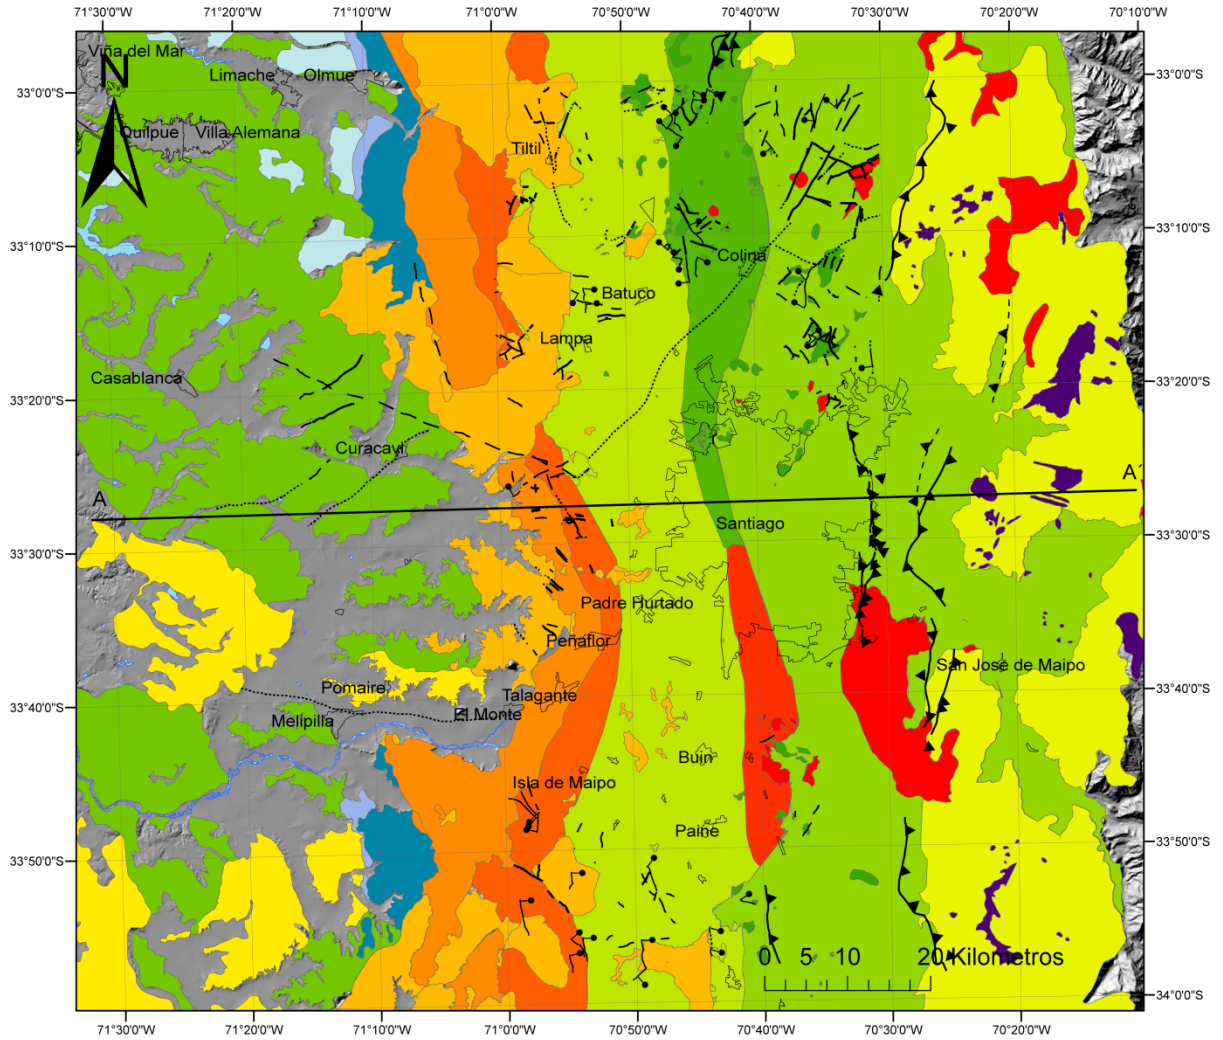 71°30'0"W 71°20'0"W 71°10'0"W 71°0'0"W 70°50'0"W 70°40'0"W 70°30'0"W 70°20'0"W 70°10'0"W
Viña del Mar
N
Limache Olmue
33°0'0"S 33°0'0"S
Quilpue Villa Alemana
Tiltil
33°10'0"S 33°10'0"S
Colina
Batuco
Lampa
Casablanca
33°20'0"S 33°20'0"S
Curacaví
A A´
Santiago
33°30'0"S 33°30'0"S
Padre Hurtado
Peñaflor
San José de Maipo
Pomaire
Talagante
33°40'0"S 33°40'0"S
Melipilla El Monte
Buin
Isla de Maipo
Paine
33°50'0"S 33°50'0"S
0 5 10 20 Kilometros
34°0'0"S
71°30'0"W 71°20'0"W 71°10'0"W 71°0'0"W 70°50'0"W 70°40'0"W 70°30'0"W 70°20'0"W